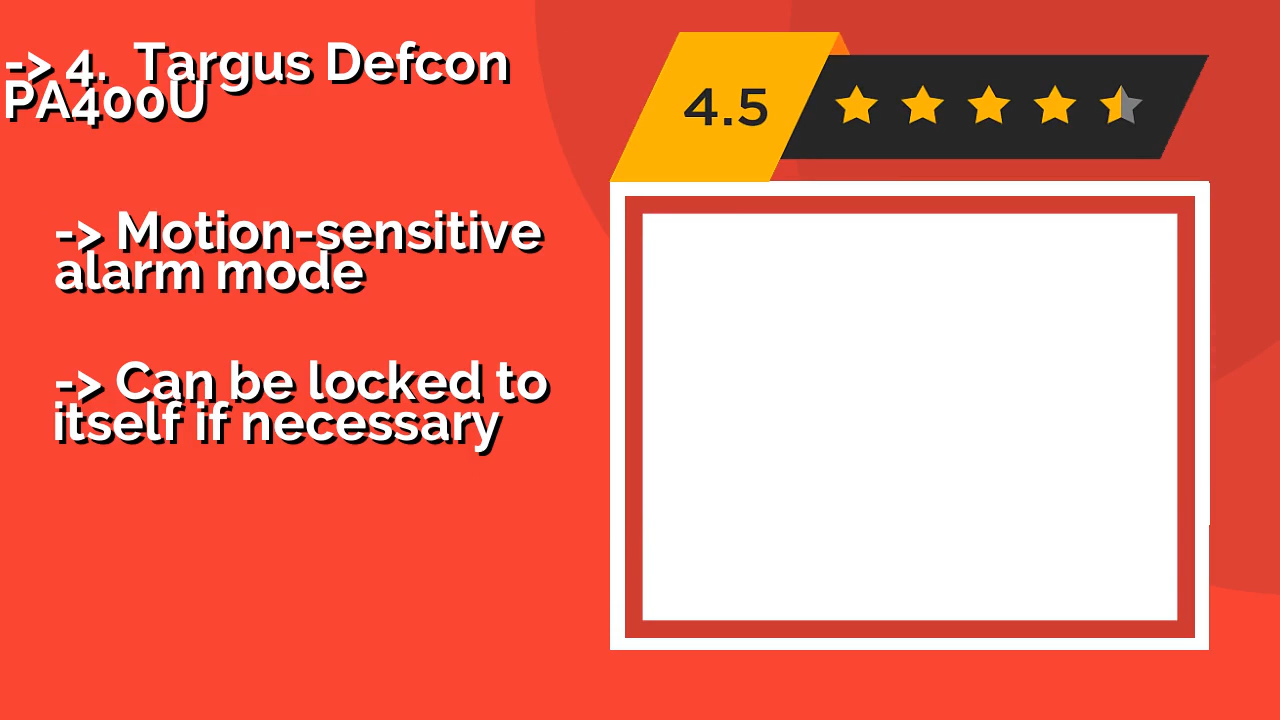 -> 4.  Targus Defcon
PA400U
4.5
-> Motion-sensitive
alarm mode
-> Can be locked to
itself if necessary